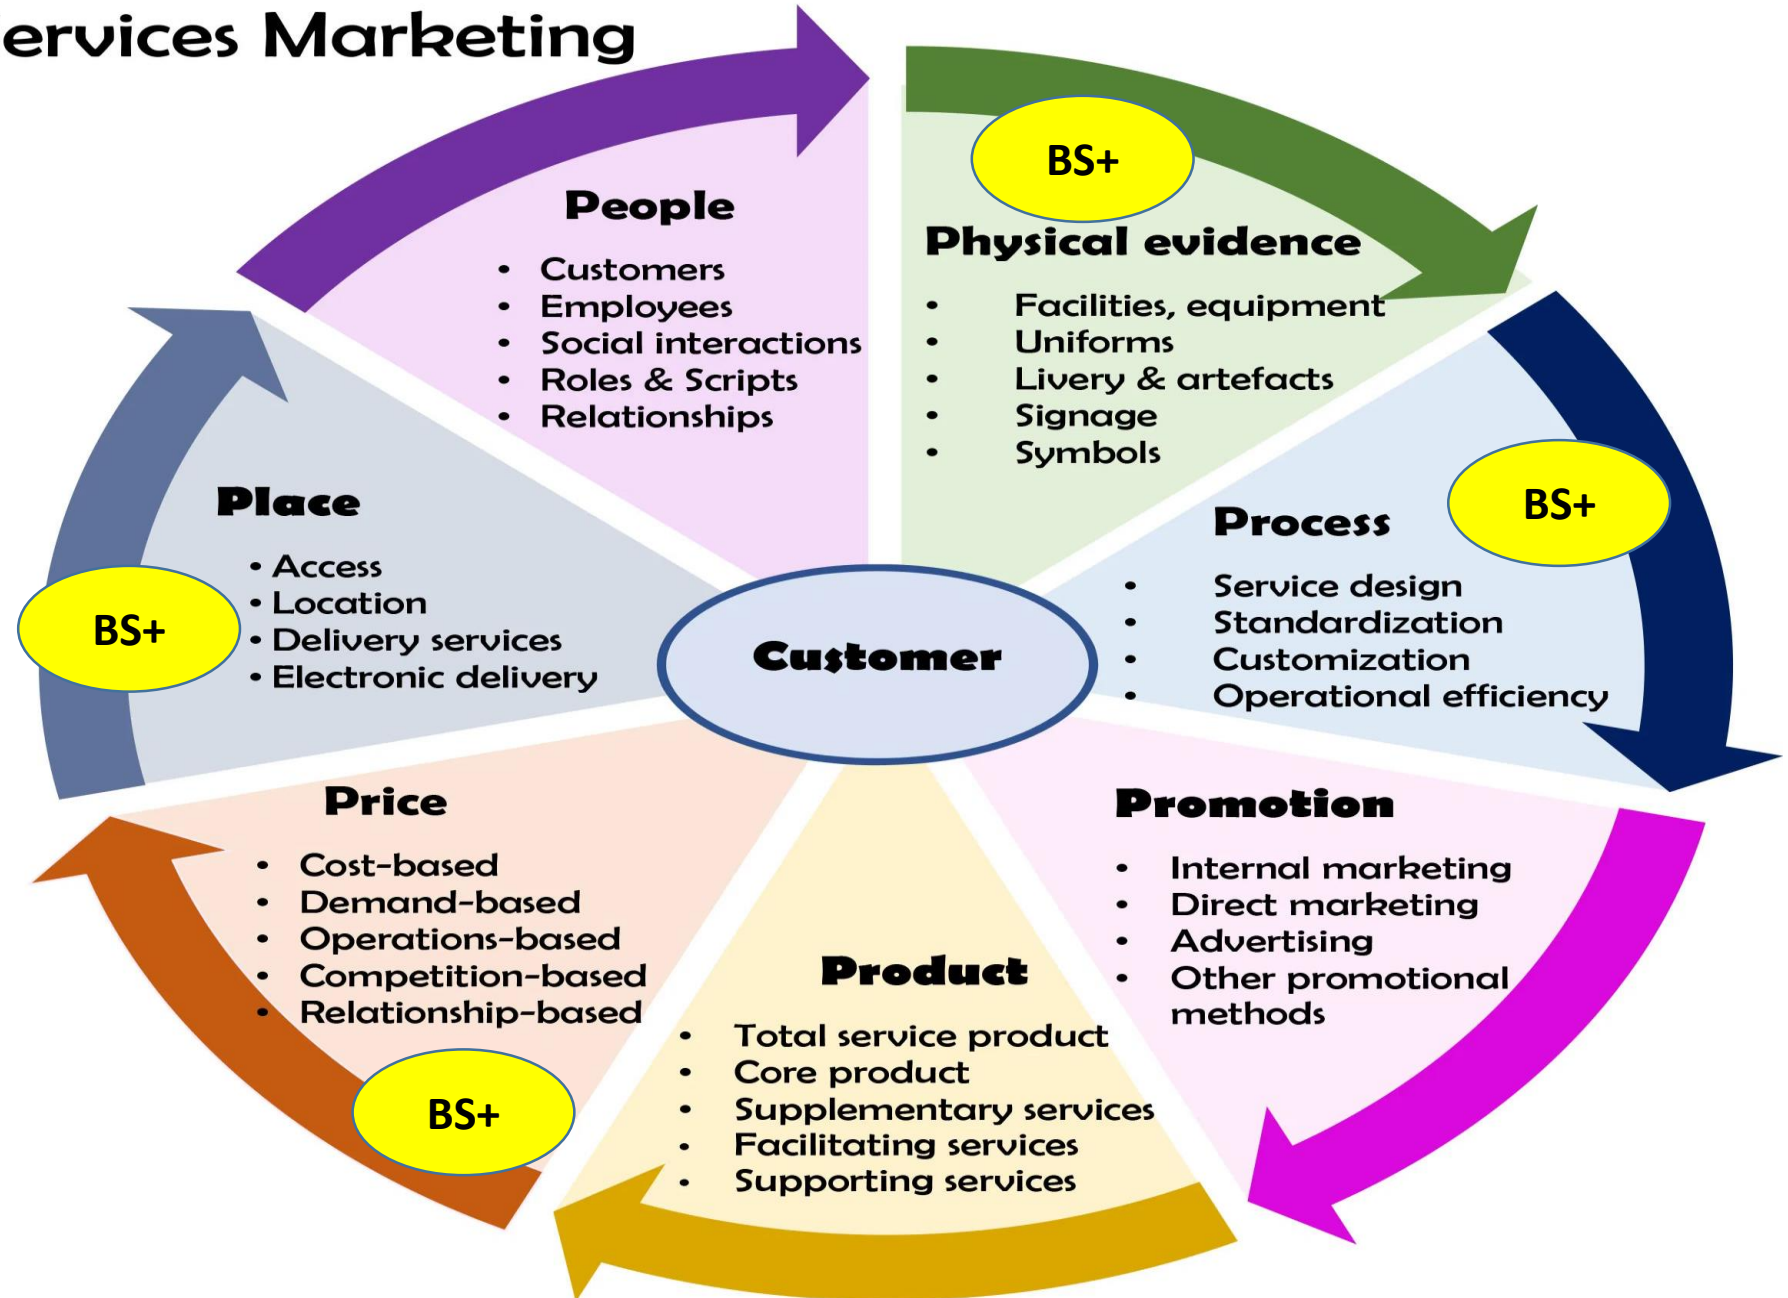 ervices Marketing
People
• Customers
• Employees
• Social interactions
• Roles & Scripts
• Relationships
BS+
Physical evidence
• Facilities, equipment
• Uniforms
• Livery & artefacts
• Signage
• Symbols
BS+
Process
• Service design
• Standardization
• Customization
• Operational efficiency
Promotion
• Internal marketing
• Direct marketing
• Advertising
• Other promotional
methods
Product
• Total service product
• Core product
• Supplementary services
• Facilitating services
• Supporting services
Price
• Cost-based
• Demand-based
• Operations-based
• Competition-based
• Relationship-based
BS+
Place
• Access
• Location
• Delivery services
• Electronic delivery
BS+
Customer